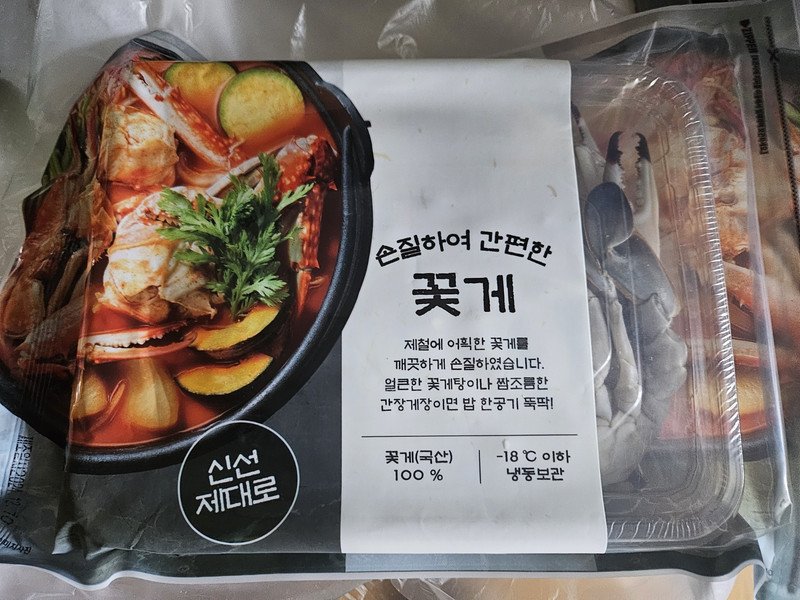 손질하여 간편한
꽃게
제철에 어획한 꽃게를
깨끗하게 손질하였습니다.
얼큰한 꽃게탕이나 짭조름한
간장게장이면 밥 한공기 뚝딱!
꽃게(국산)
100 %
-18 ℃ 이하
냉동보관
신선
제대로